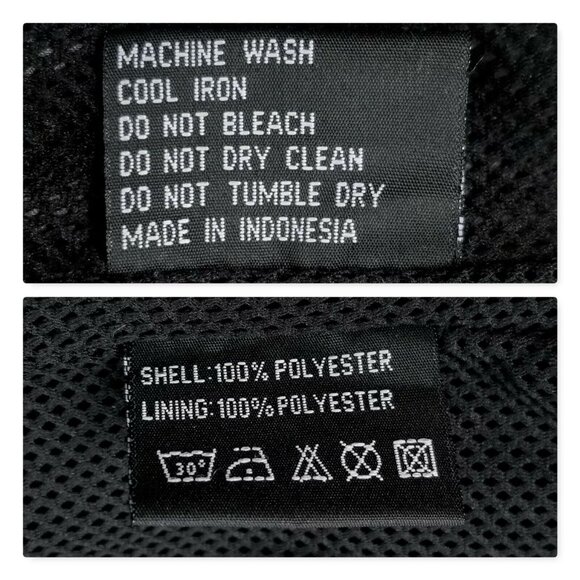 MACHINE WASH
COOL IRON
DO NOT BLEACH
DO NOT DRY CLEAN
DO NOT TUMBLE DRY
MADE IN INDONESIA
SHELL:100% POLYESTER
LINING:100%POLYESTER
30°